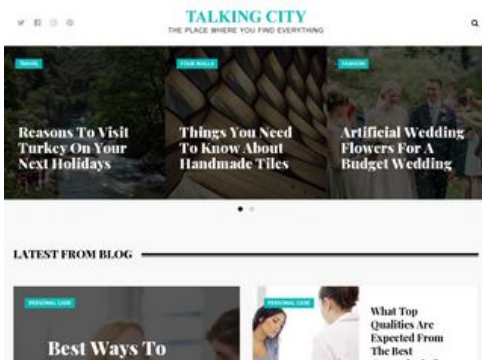 TALKING CITY
THE PLACE WHERE YOU FIND EVERYTHING
TRAVEL
Reasons To Visit
Turkey On Your
Next Holidays
FOUR WALLS
Things You Need
To Know About
Handmade Tiles
FASHION
Artificial Wedding
Flowers For A
Budget Wedding
LATEST FROM BLOG
PERSONAL CARE
Best Ways To
PERSONAL CARE
What Top
Qualities Are
Expected From
The Best